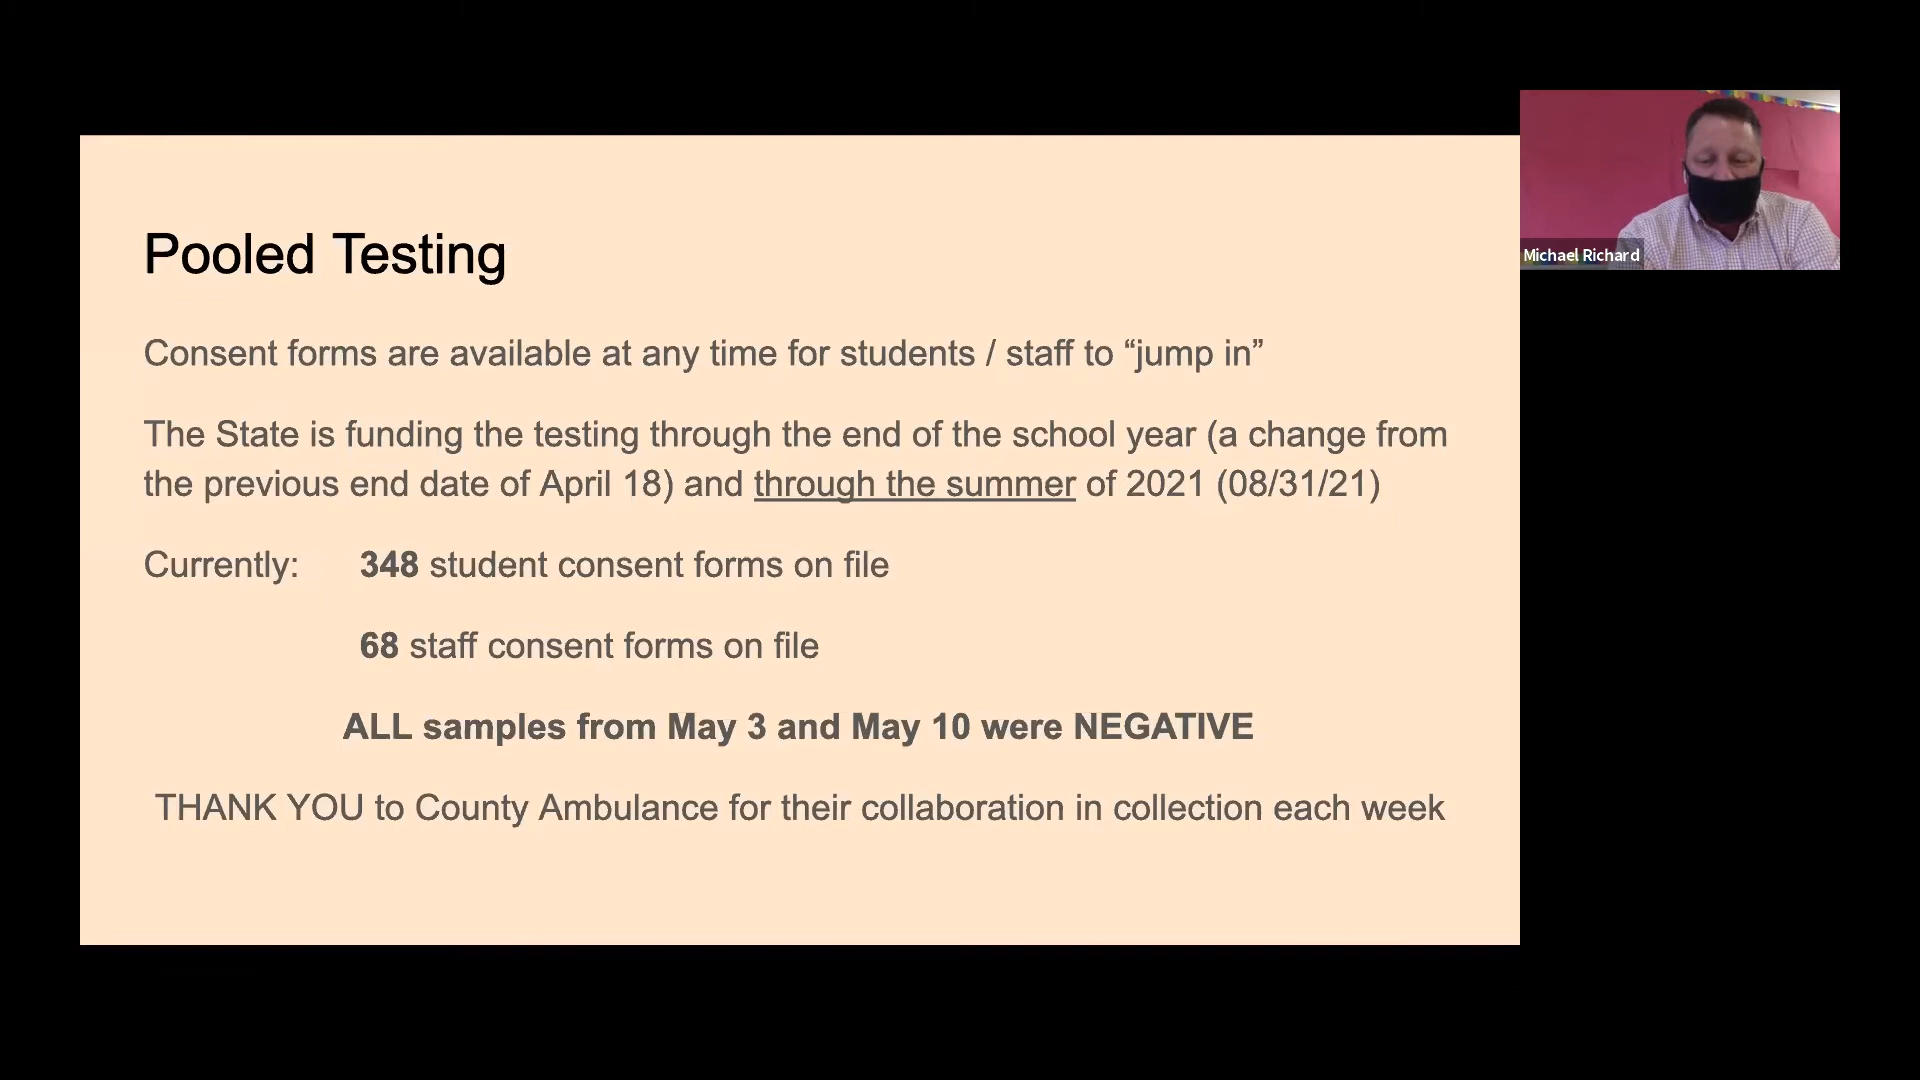 Pooled Testing
Consent forms are available at any time for students / staff to “jump in”
The State is funding the testing through the end of the school year (a change from
the previous end date of April 18) and through the summer of 2021 (08/31/21)
Currently: 348 student consent forms on file
68 staff consent forms on file
ALL samples from May 3 and May 10 were NEGATIVE
THANK YOU to County Ambulance for their collaboration in collection each week
Michael Richard